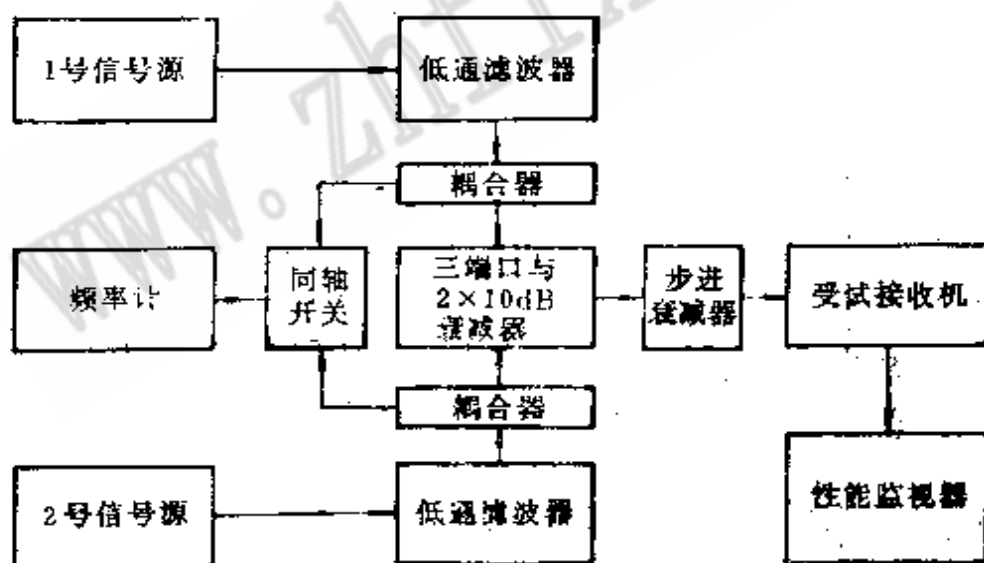 1号信号源
低通滤波器
耦合器
频率计
同轴
开关
三端口与
2×10dB
衰减器
步进
衰减器
受试接收机
耦合器
2号信号源
低通滤波器
性能监视器